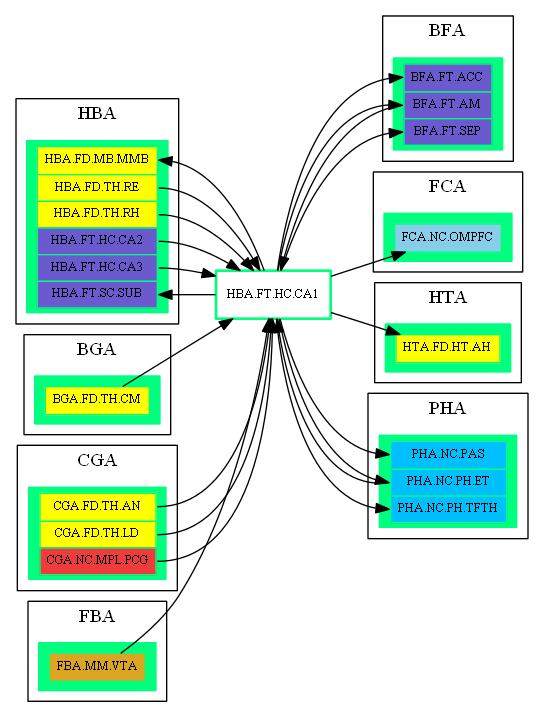 BFA
BFA.FT.ACC
BFA.FT.AM
BFA.FT.SEP
HBA
HBA.FD.MB.MMB
HBA.FD.TH.RE
HBA.FD.TH.RH
HBA.FT.HC.CA2
HBA.FT.HC.CA3
HBA.FT.SC.SUB
FCA
FCA.NC.OMPFC
HBA.FT.HC.CA1
HTA
HTA.FD.HT.AH
BGA
BGA.FD.TH.CM
PHA
PHA.NC.PAS
PHA.NC.PH.ET
PHA.NC.PH.TFTH
CGA
CGA.FD.TH.AN
CGA.FD.TH.LD
CGA.NC.MPL.PCG
FBA
FBA.MM.VTA